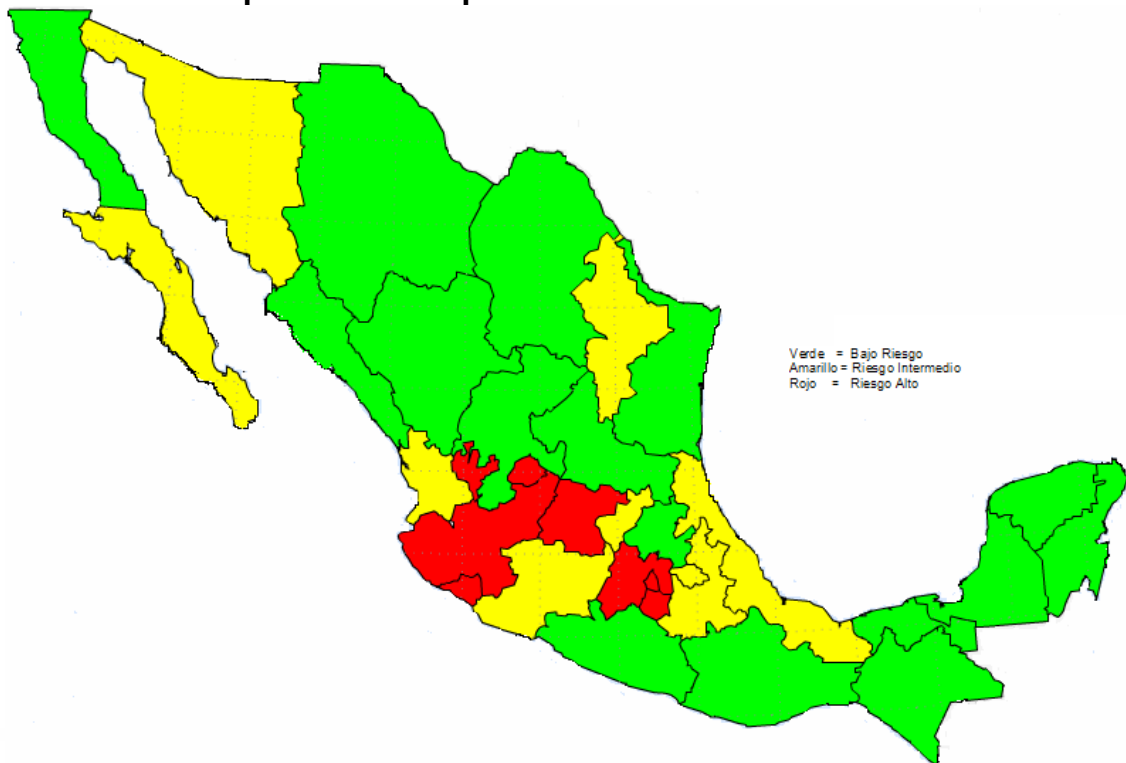 Verde = Bajo Riesgo
Amarillo = Riesgo Intermedio
Rojo = Riesgo Alto